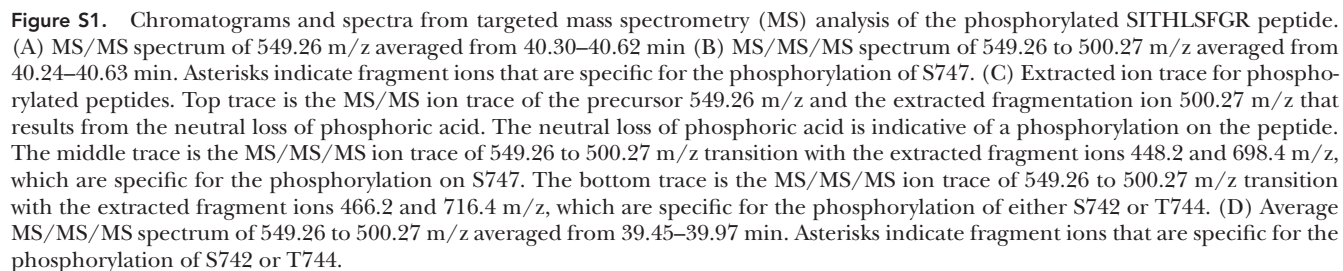 Figure S1. Chromatograms and spectra from targeted mass spectrometry (MS) analysis of the phosphorylated SITHLSFGR peptide.
(A) MS/MS spectrum of 549.26 m/z averaged from 40.30–40.62 min (B) MS/MS/MS spectrum of 549.26 to 500.27 m/z averaged from
40.24–40.63 min. Asterisks indicate fragment ions that are specific for the phosphorylation of S747. (C) Extracted ion trace for phospho-
rylated peptides. Top trace is the MS/MS ion trace of the precursor 549.26 m/z and the extracted fragmentation ion 500.27 m/z that
results from the neutral loss of phosphoric acid. The neutral loss of phosphoric acid is indicative of a phosphorylation on the peptide.
The middle trace is the MS/MS/MS ion trace of 549.26 to 500.27 m/z transition with the extracted fragment ions 448.2 and 698.4 m/z,
which are specific for the phosphorylation on S747. The bottom trace is the MS/MS/MS ion trace of 549.26 to 500.27 m/z transition
with the extracted fragment ions 466.2 and 716.4 m/z, which are specific for the phosphorylation of either S742 or T744. (D) Average
MS/MS/MS spectrum of 549.26 to 500.27 m/z averaged from 39.45–39.97 min. Asterisks indicate fragment ions that are specific for the
phosphorylation of S742 or T744.